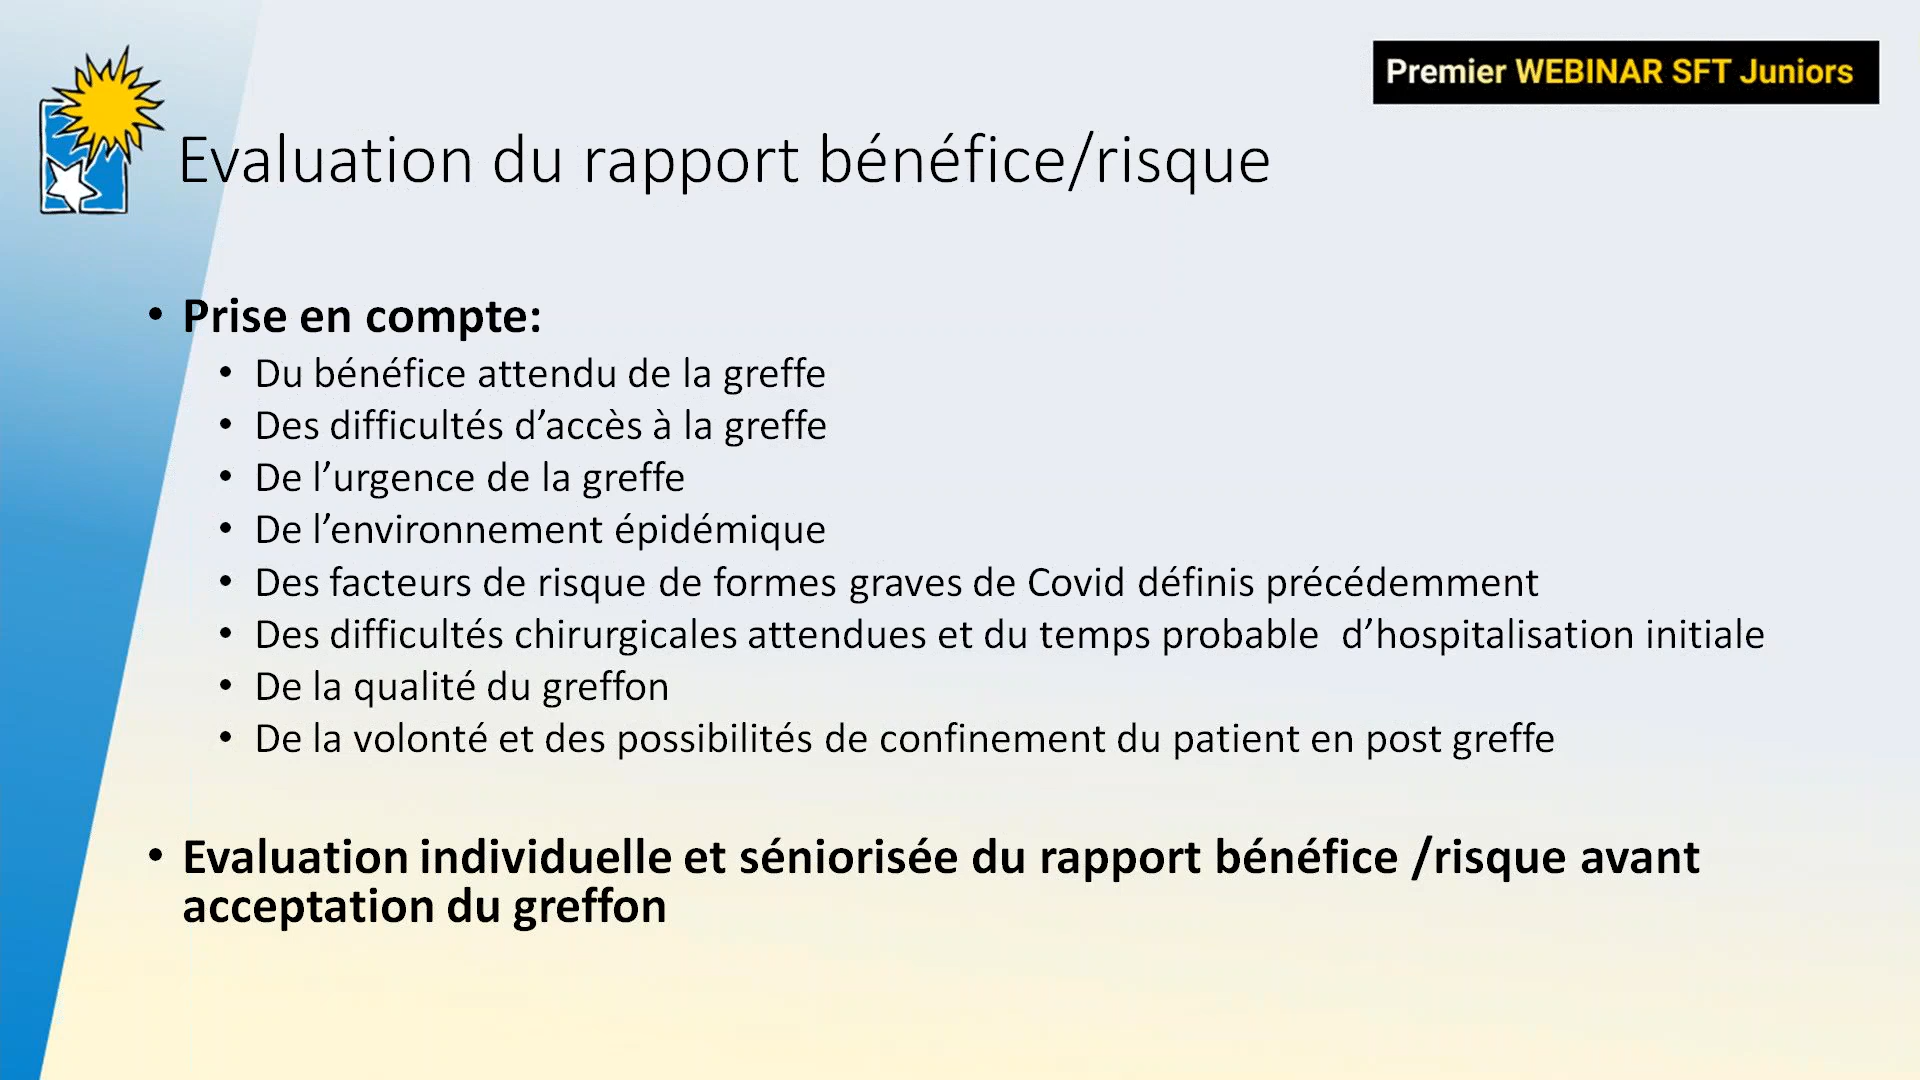 Premier WEBINAR SFT Juniors
Evaluation du rapport bénéfice/risque
• Prise en compte:
• Du bénéfice attendu de la greffe
• Des difficultés d’accès à la greffe
• De l’urgence de la greffe
• De l’environnement épidémique
• Des facteurs de risque de formes graves de Covid définis précédemment
• Des difficultés chirurgicales attendues et du temps probable  d’hospitalisation initiale
• De la qualité du greffon
• De la volonté et des possibilités de confinement du patient en post greffe
• Evaluation individuelle et séniorisée du rapport bénéfice /risque avant
acceptation du greffon